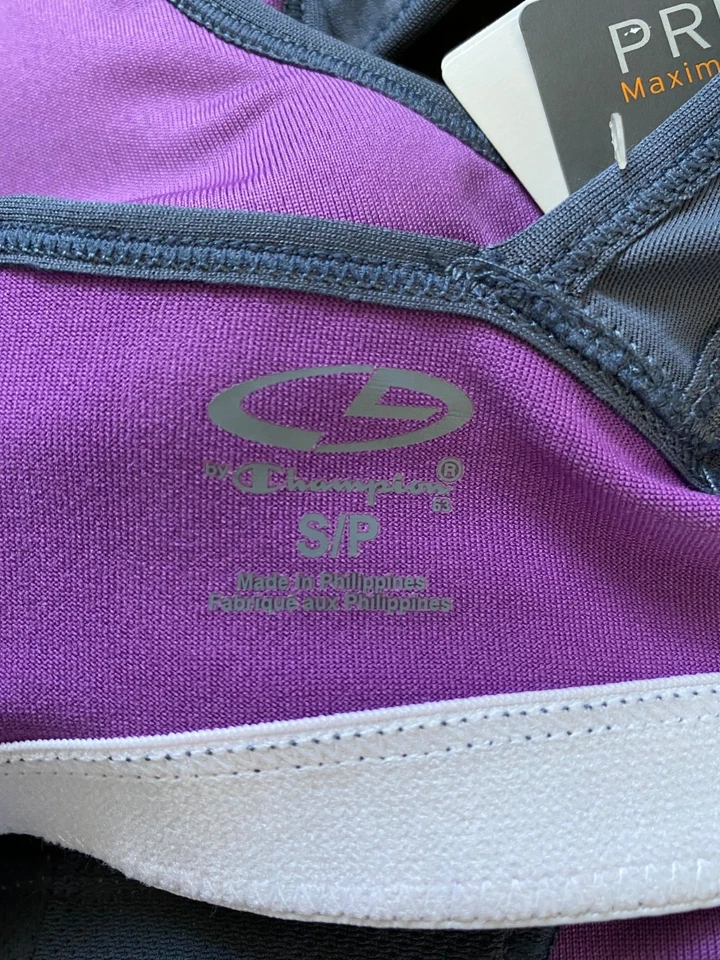 PR
Maxim
by Champion®
63
S/P
Made in Philippines
Fabriqué aux Philippines